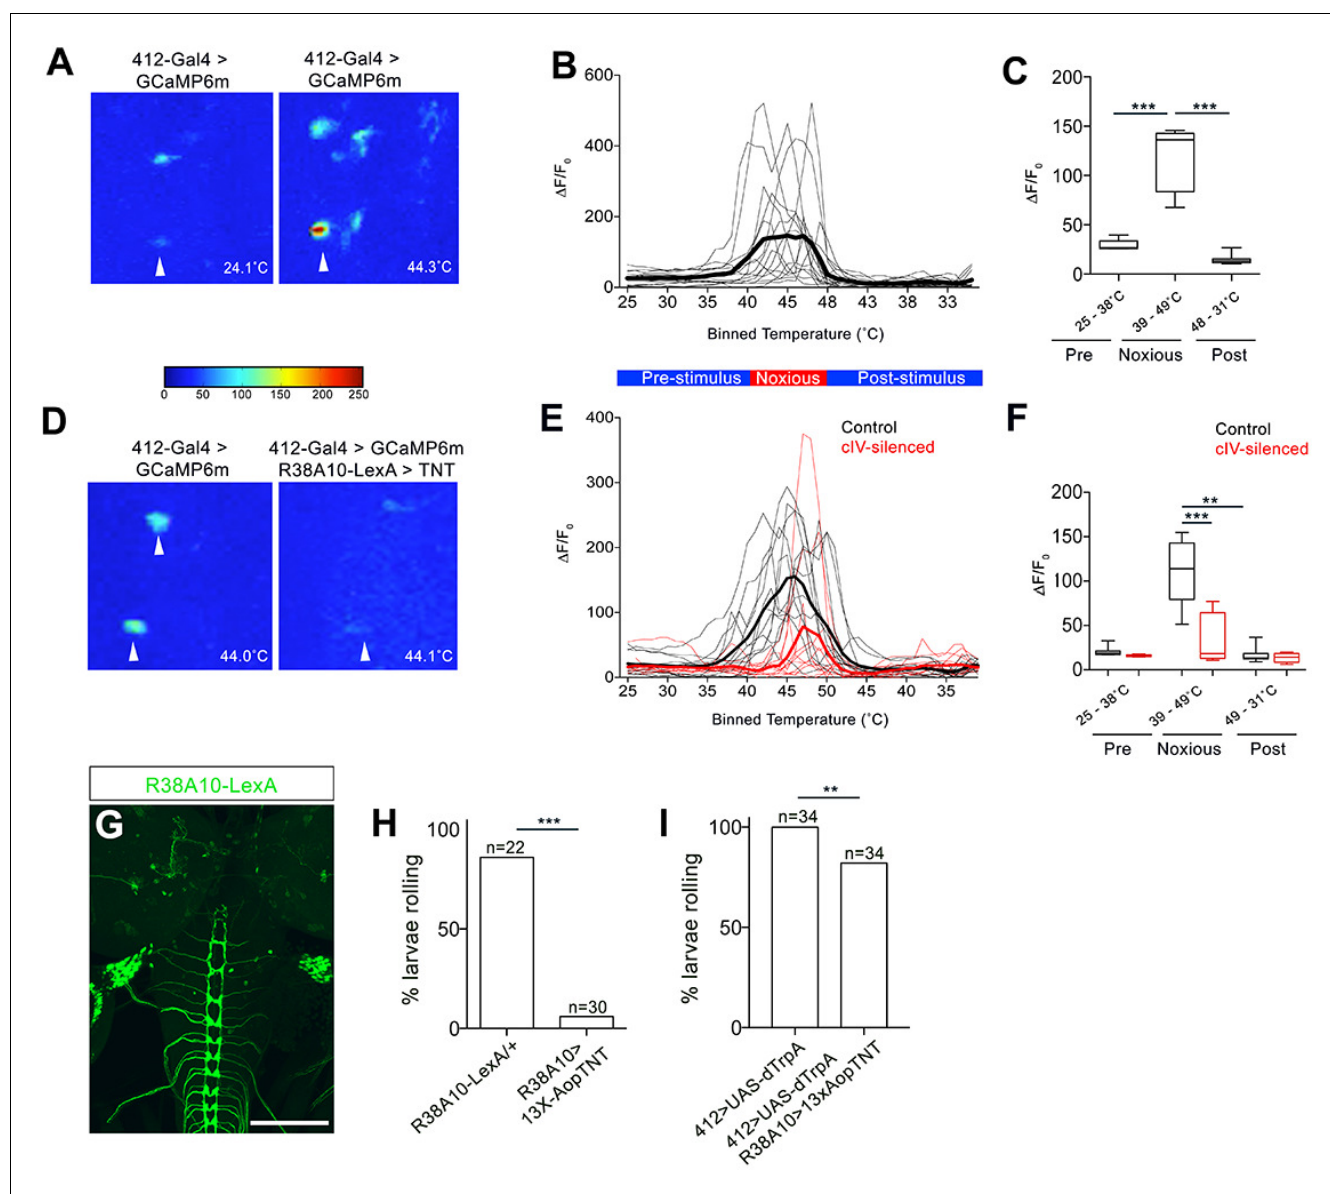 A
412-Gal4 >
GCaMP6m
412-Gal4 >
GCaMP6m
24.1°C
44.3°C
0 50 100 150 200 250
B
600
400
200
0
ΔF/F0
25 30 35 40 45 48 43 38 33
Binned Temperature (˚C)
C
200
150
100
50
0
ΔF/F0
*** ***
25 - 38˚C
39 - 49˚C
48 - 31˚C
Pre Noxious Post
Pre-stimulus Noxious Post-stimulus
D
412-Gal4 >
GCaMP6m
412-Gal4 > GCaMP6m
R38A10-LexA > TNT
44.0°C
44.1°C
E
Control
cIV-silenced
400
300
200
100
0
ΔF/F0
25 30 35 40 45 50 45 40 35
Binned Temperature (˚C)
F
Control
cIV-silenced
200
150
100
50
0
ΔF/F0
**
***
25 - 38˚C
39 - 49˚C
49 - 31˚C
Pre Noxious Post
R38A10-LexA
G
H
100
50
0
% larvae rolling
***
n=22
n=30
R38A10-LexA/+
R38A10>
13X-AopTNT
I
100
50
0
% larvae rolling
**
n=34
n=34
412>UAS-dTrpA
412>UAS-dTrpA
R38A10>13xAopTNT